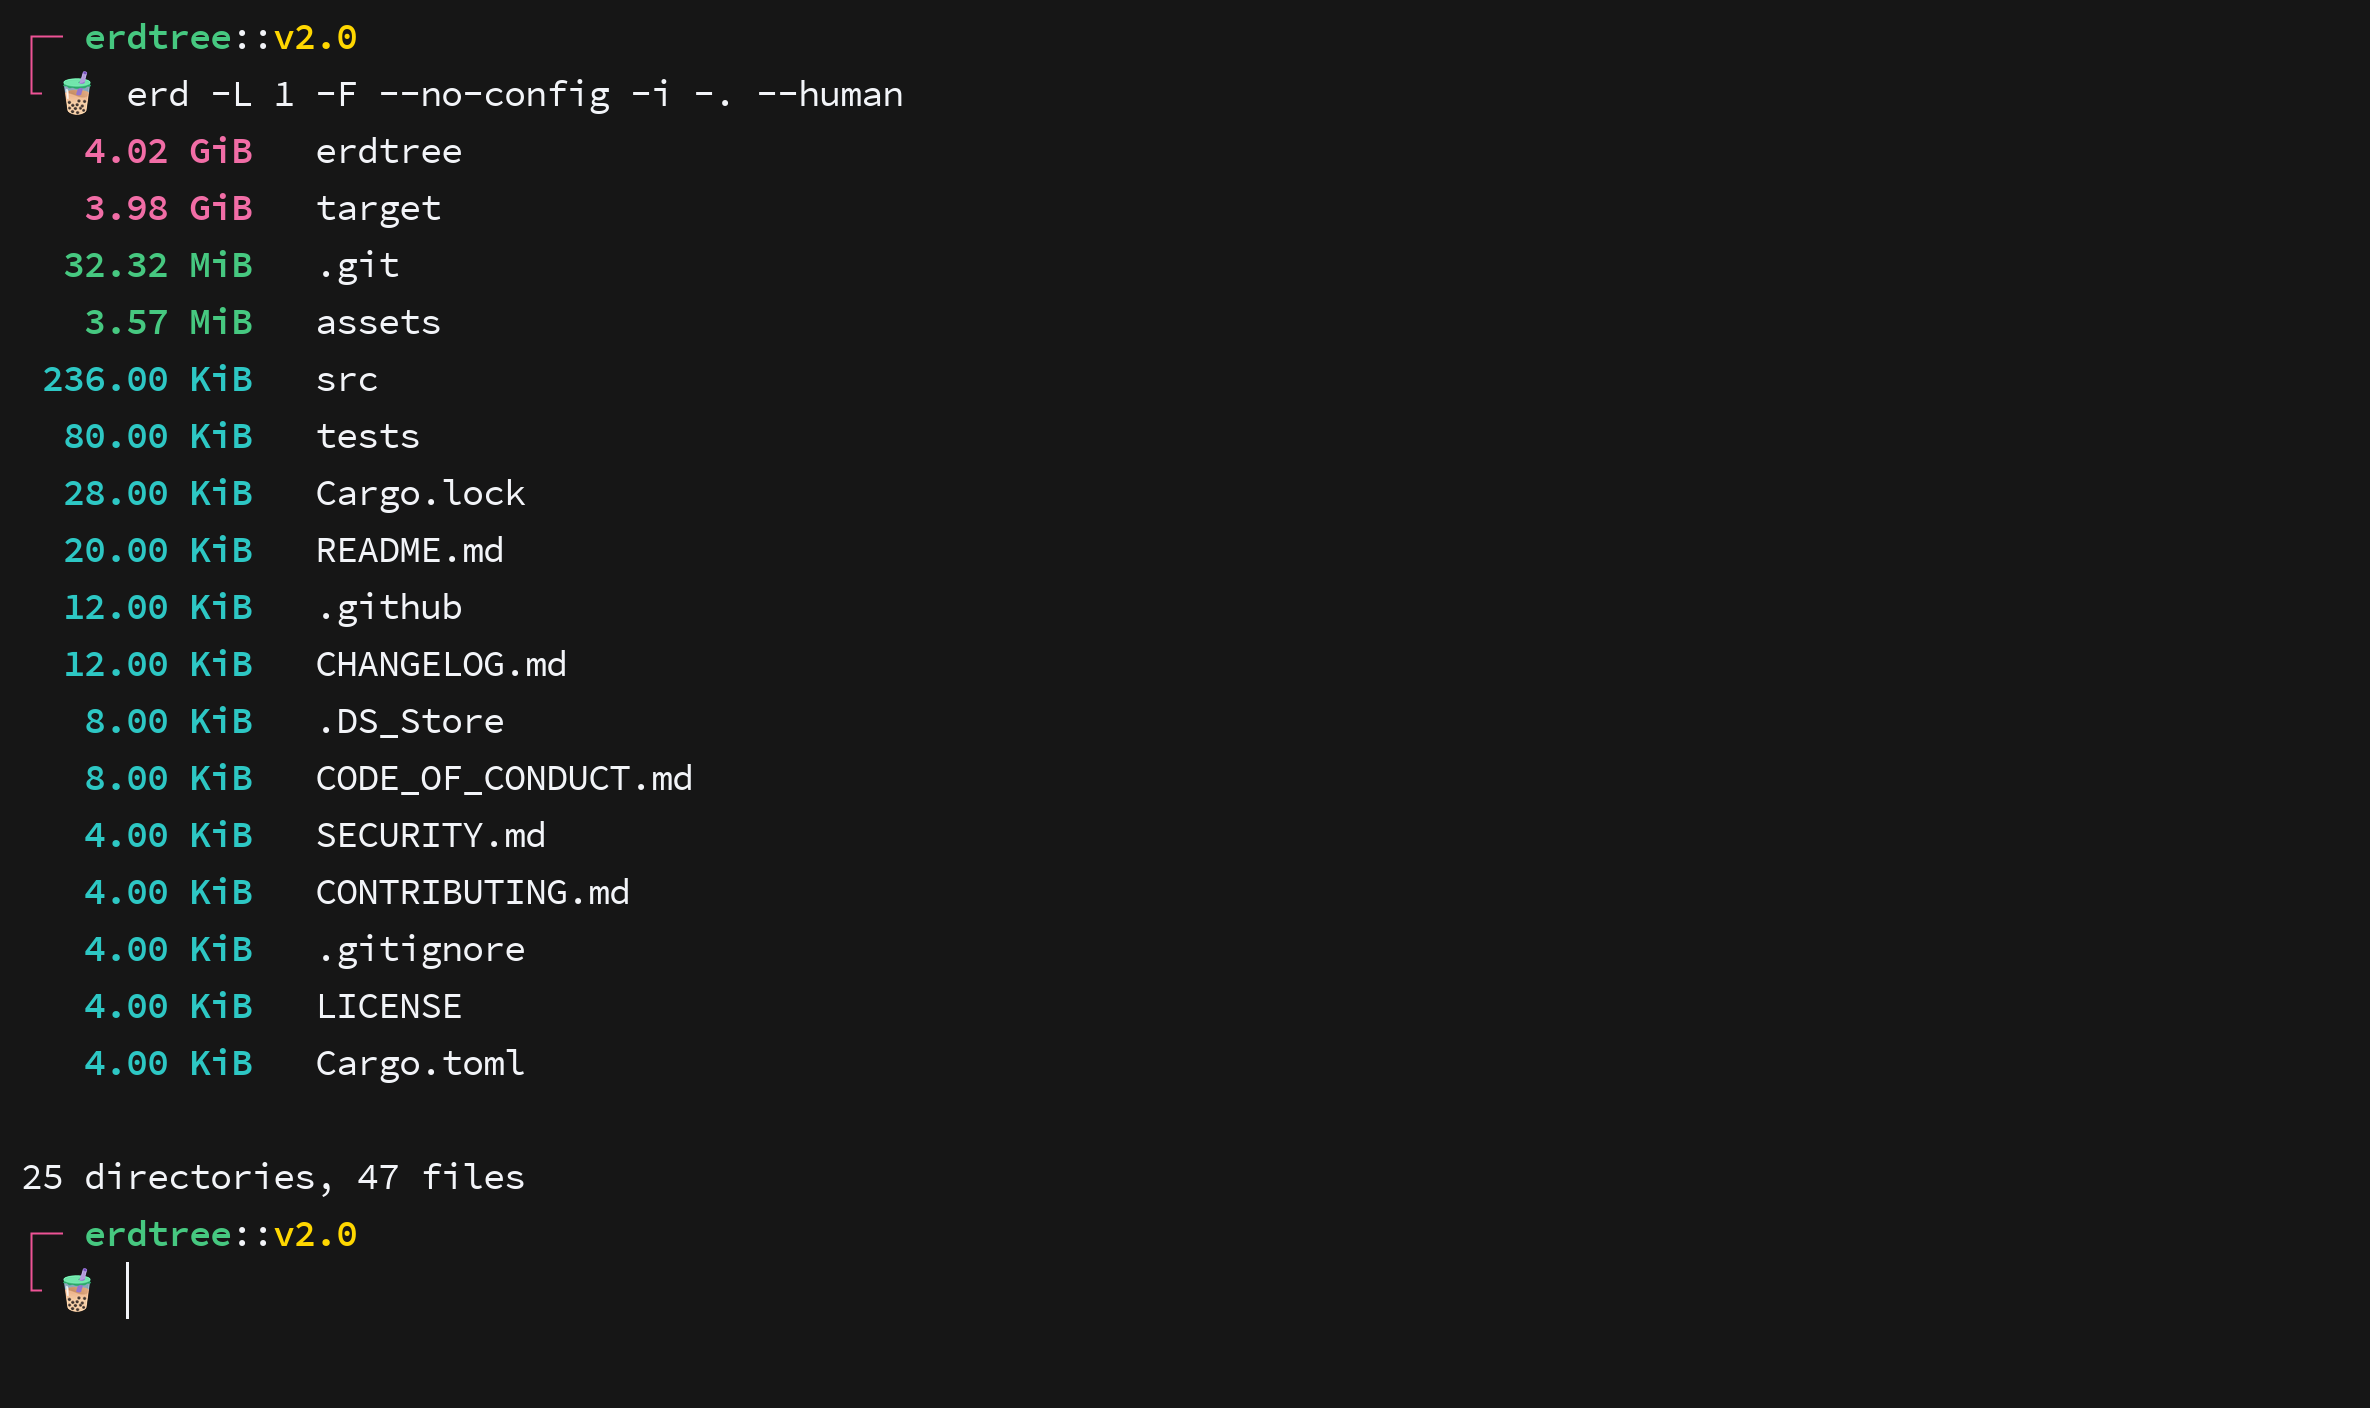 erdtree::v2.0
erd -L 1 -F --no-config -i -. --human
4.02 GiB   erdtree
3.98 GiB   target
32.32 MiB   .git
3.57 MiB   assets
236.00 KiB   src
80.00 KiB   tests
28.00 KiB   Cargo.lock
20.00 KiB   README.md
12.00 KiB   .github
12.00 KiB   CHANGELOG.md
8.00 KiB   .DS_Store
8.00 KiB   CODE_OF_CONDUCT.md
4.00 KiB   SECURITY.md
4.00 KiB   CONTRIBUTING.md
4.00 KiB   .gitignore
4.00 KiB   LICENSE
4.00 KiB   Cargo.toml
25 directories, 47 files
erdtree::v2.0